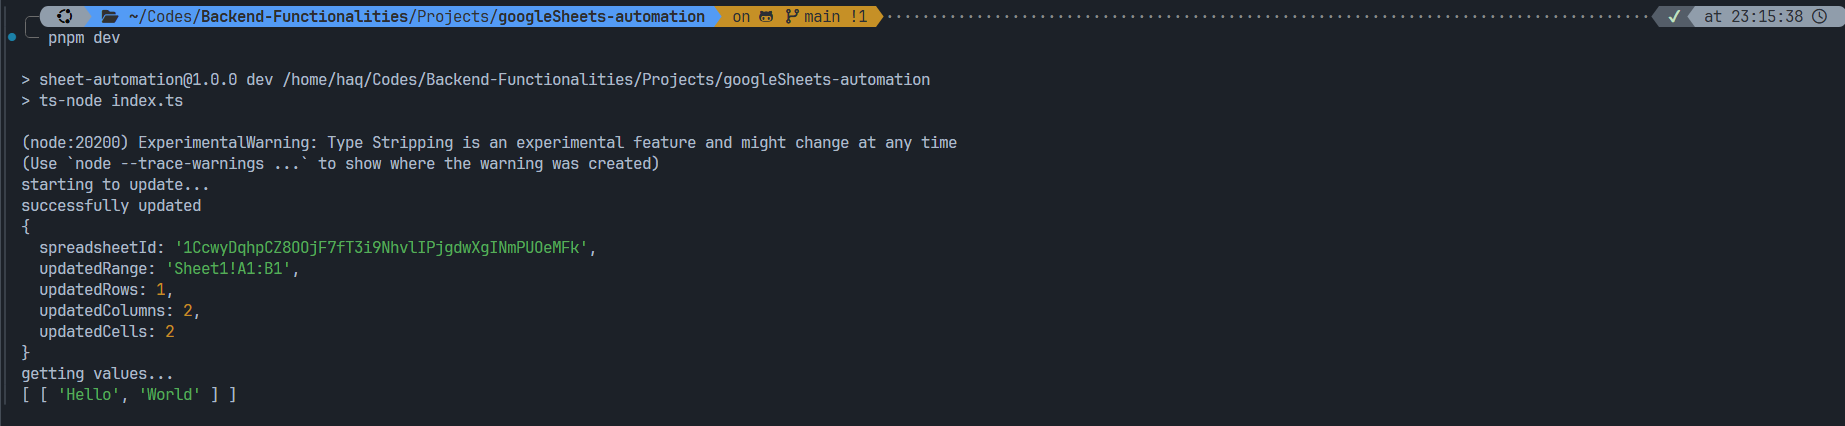 ~/Codes/Backend-Functionalities/Projects/googleSheets-automation on main !1 ✓ at 23:15:38
pnpm dev
> sheet-automation@1.0.0 dev /home/haq/Codes/Backend-Functionalities/Projects/googleSheets-automation
> ts-node index.ts
(node:20200) ExperimentalWarning: Type Stripping is an experimental feature and might change at any time
(Use `node --trace-warnings ...` to show where the warning was created)
starting to update...
successfully updated
{
spreadsheetId: '1CcwyDqhpCZ8OOjF7fT3i9NhvlIPjgdwXgINmPUOeMFk',
updatedRange: 'Sheet1!A1:B1',
updatedRows: 1,
updatedColumns: 2,
updatedCells: 2
}
getting values...
[ [ 'Hello', 'World' ] ]